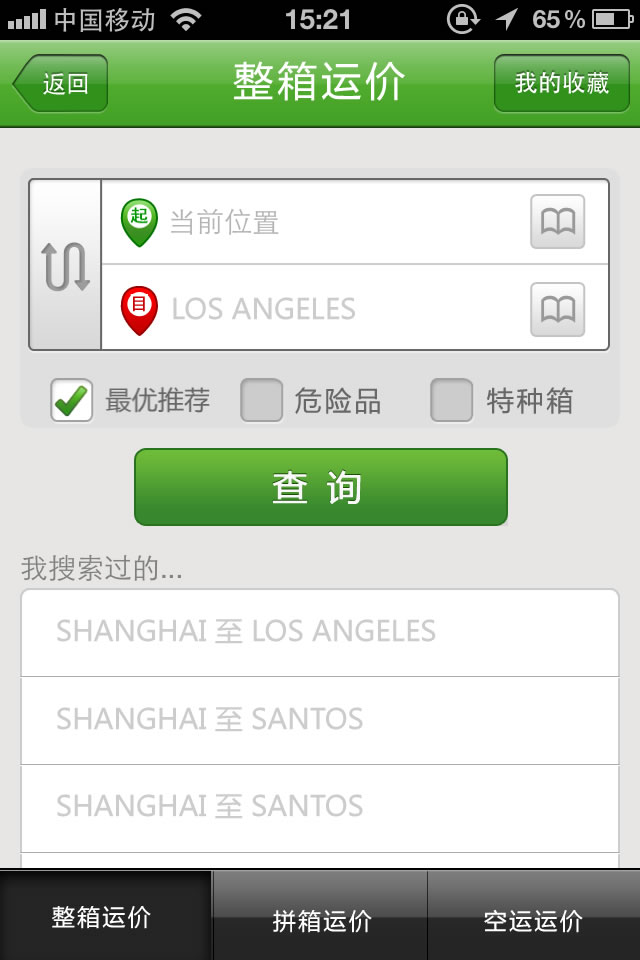 中国移动 15:21 65%
返回 整箱运价 我的收藏
起 当前位置
目 LOS ANGELES
最优推荐 危险品 特种箱
查 询
我搜索过的...
SHANGHAI 至 LOS ANGELES
SHANGHAI 至 SANTOS
SHANGHAI 至 SANTOS
整箱运价 拼箱运价 空运运价